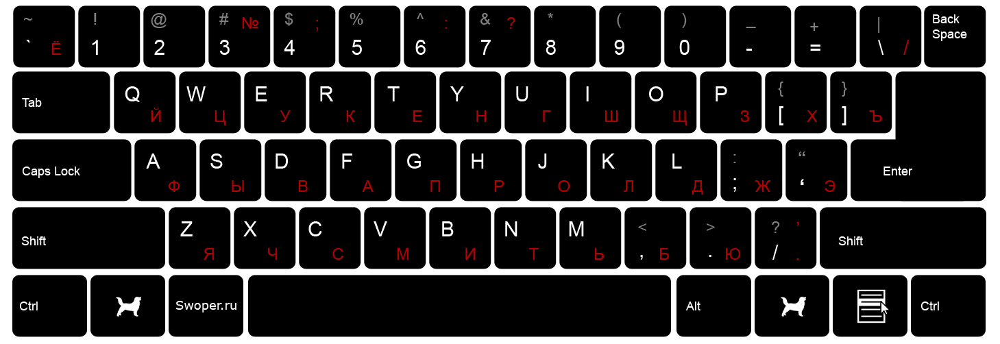 ~ ! @ # № $ ; % ^ : & ? * ( ) _ + | Back
` Ё 1 2 3 4 5 6 7 8 9 0 - = \ / Space
Tab Q W E R T Y U I O P { [ } ]
Й Ц У К Е Н Г Ш Щ З Х Ъ
Caps Lock A S D F G H J K L : ; “ ‘ Enter
Ф Ы В А П Р О Л Д Ж Э
Shift Z X C V B N M < , > . ? ’ / Shift
Я Ч С М И Т Ь Б Ю .
Ctrl Swoper.ru Alt Ctrl